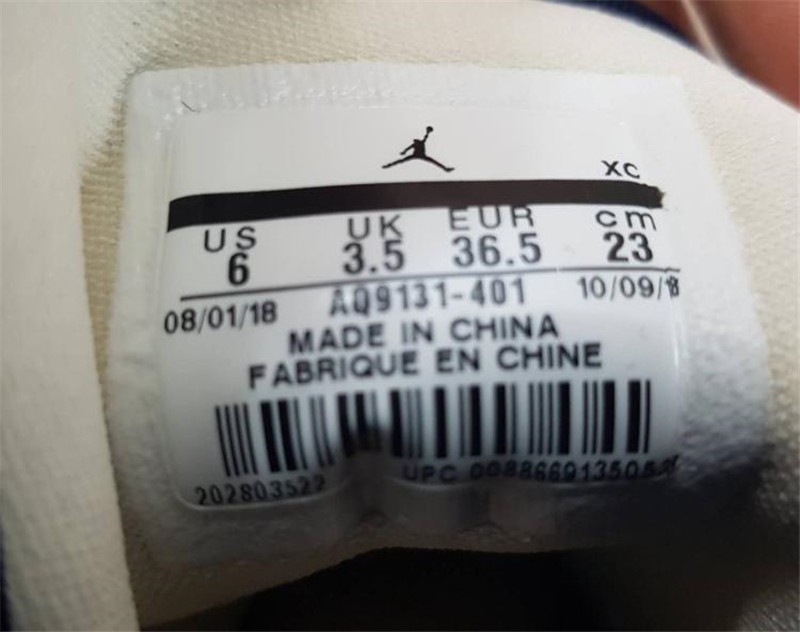 XC
US UK EUR cm
6 3.5 36.5 23
08/01/18 AQ9131-401 10/09/18
MADE IN CHINA
FABRIQUE EN CHINE
202803522 UPC